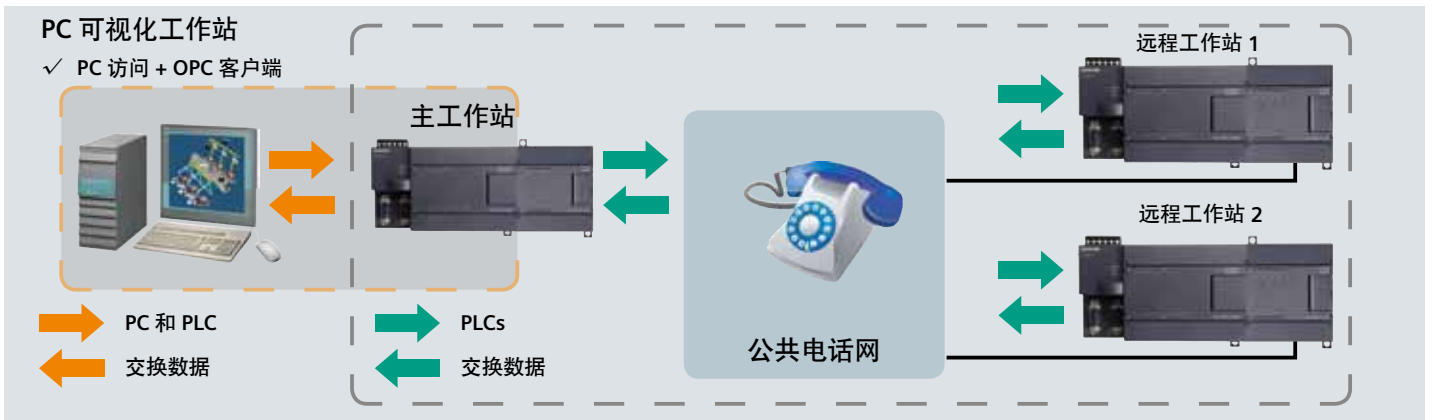 PC 可视化工作站
√ PC 访问 + OPC 客户端
主工作站
远程工作站 1
远程工作站 2
公共电话网
PC 和 PLC
交换数据
PLCs
交换数据